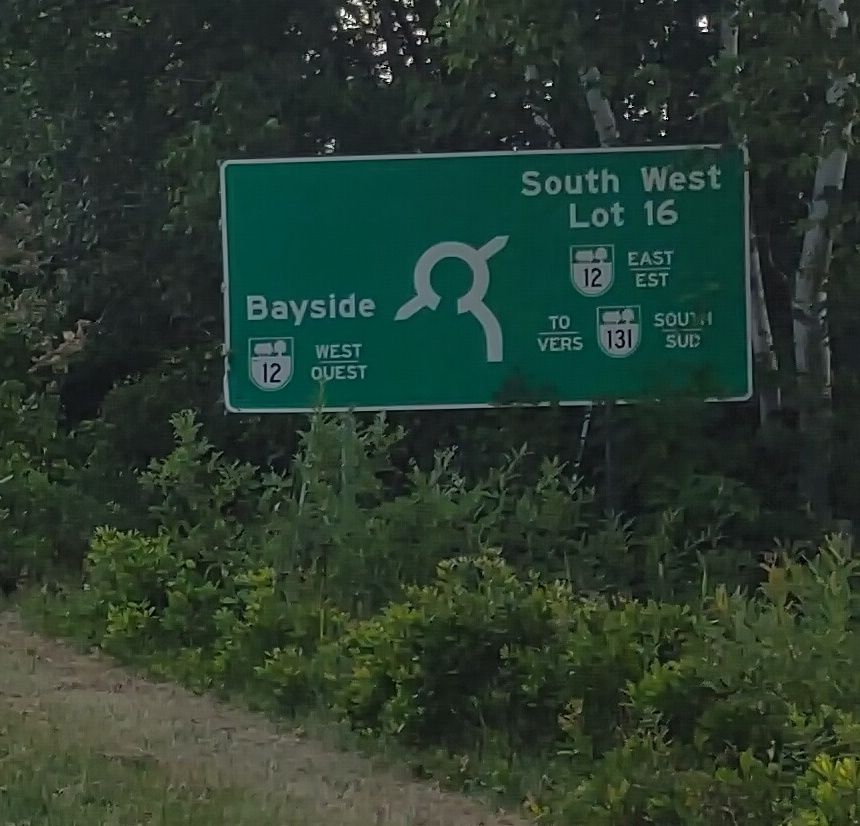 South West
Lot 16
12 EAST
EST
TO
VERS
131
SOUTH
SUD
Bayside
12
WEST
OUEST